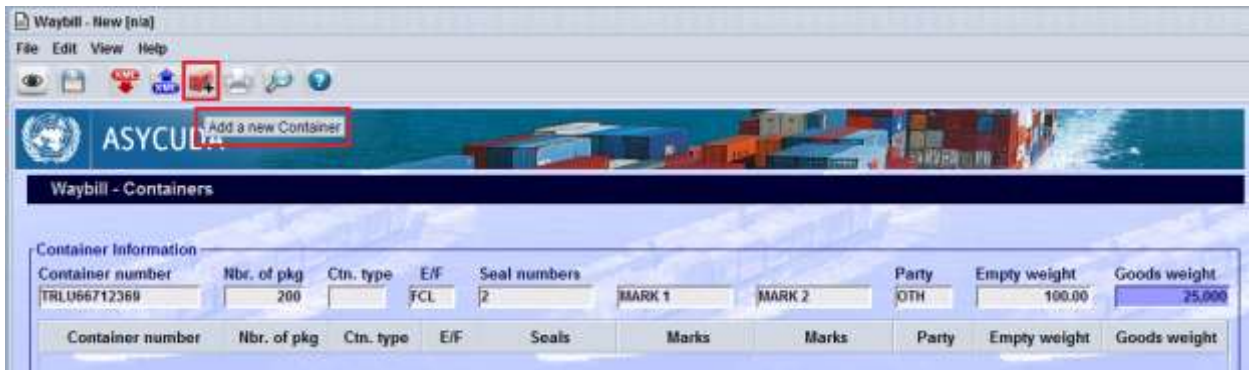 Waybill - New [n/a]
File Edit View Help
XML XML
Add a new Container
ASYCUDA
Waybill - Containers
Container Information
Container number Nbr. of pkg Ctn. type E/F Seal numbers Party Empty weight Goods weight
TRLU66712369 200 FCL 2 MARK 1 MARK 2 OTH 100.00 25,000
Container number Nbr. of pkg Ctn. type E/F Seals Marks Marks Party Empty weight Goods weight